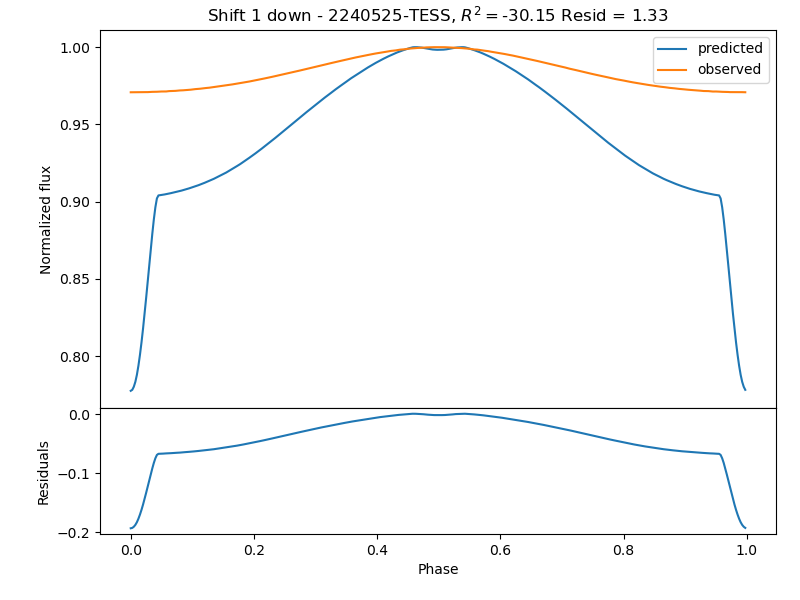 Shift 1 down - 2240525-TESS, R² = -30.15 Resid = 1.33
predicted
observed
1.00
0.95
0.90
0.85
0.80
Normalized flux
0.0
−0.1
−0.2
Residuals
0.0 0.2 0.4 0.6 0.8 1.0
Phase